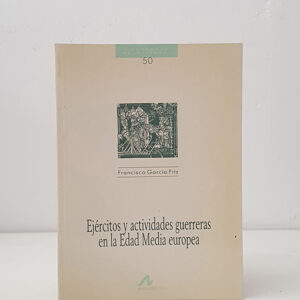 50
Francisco García Fitz
Ejércitos y actividades guerreras
en la Edad Media europea